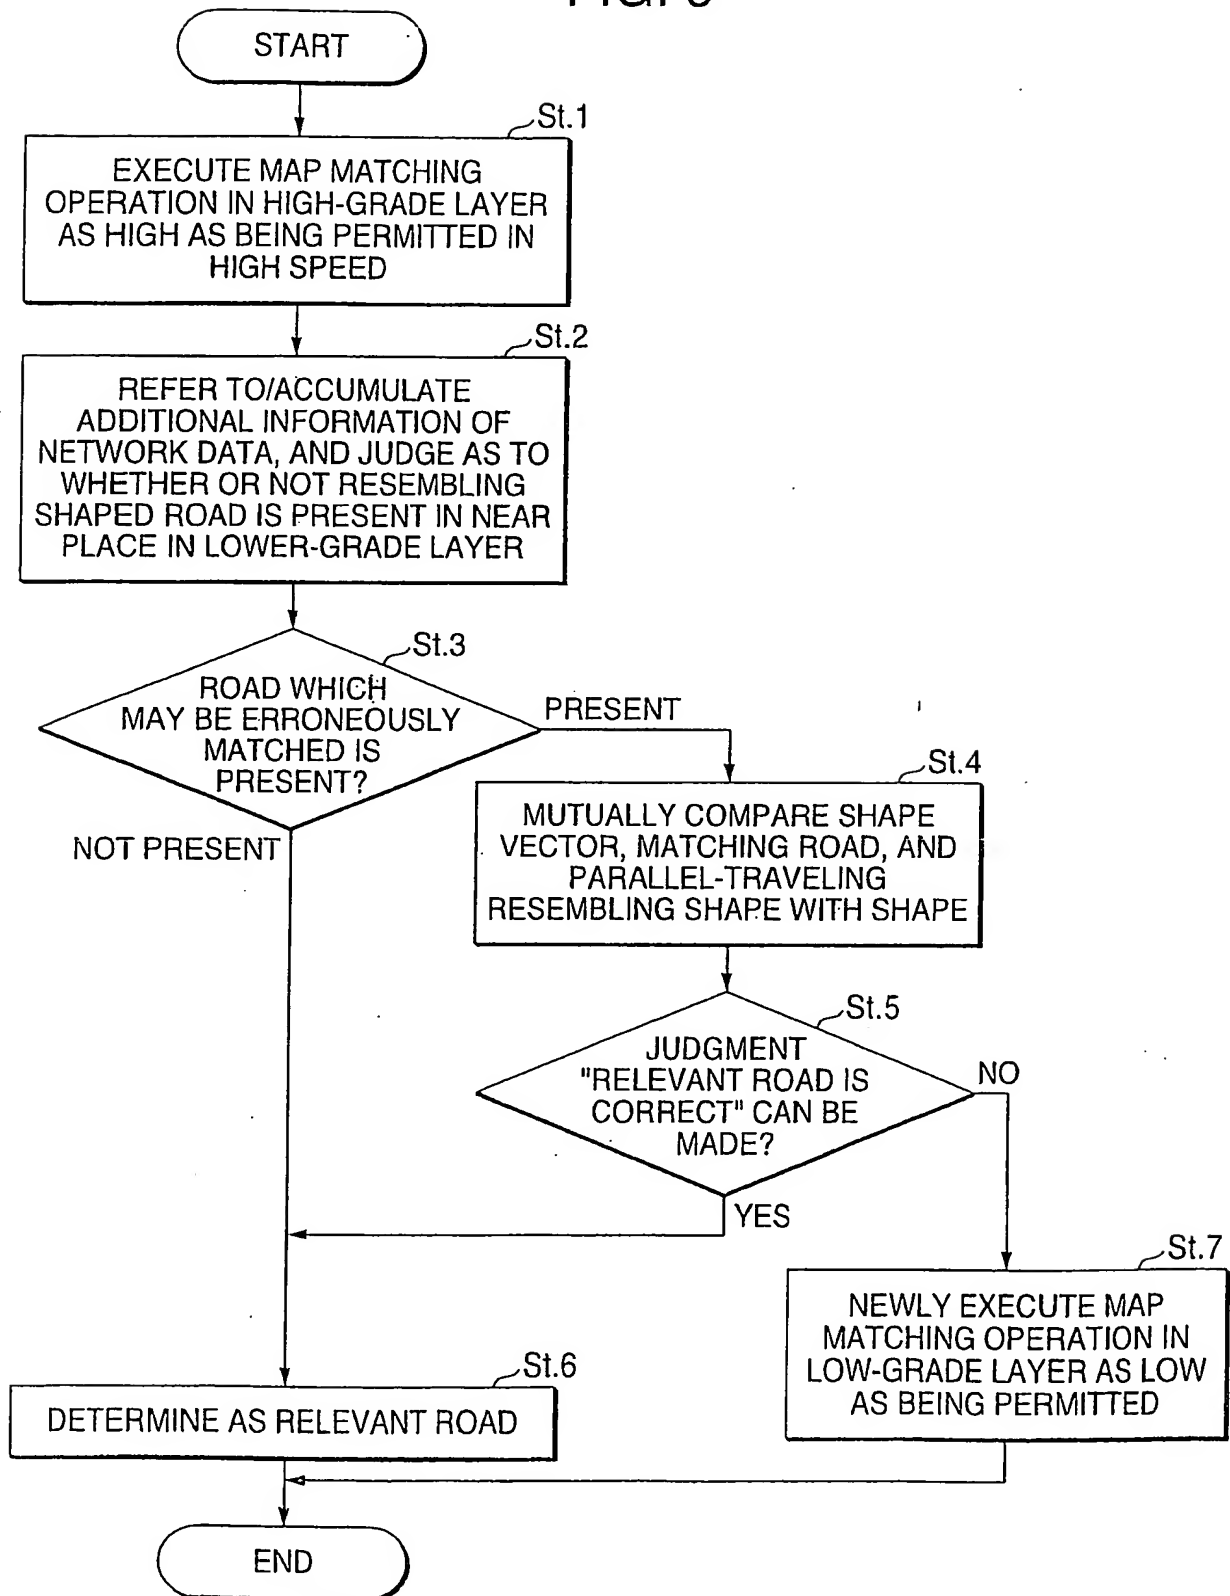 START
St.1
EXECUTE MAP MATCHING
OPERATION IN HIGH-GRADE LAYER
AS HIGH AS BEING PERMITTED IN
HIGH SPEED
St.2
REFER TO/ACCUMULATE
ADDITIONAL INFORMATION OF
NETWORK DATA, AND JUDGE AS TO
WHETHER OR NOT RESEMBLING
SHAPED ROAD IS PRESENT IN NEAR
PLACE IN LOWER-GRADE LAYER
St.3
ROAD WHICH
MAY BE ERRONEOUSLY
MATCHED IS
PRESENT?
PRESENT
NOT PRESENT
St.4
MUTUALLY COMPARE SHAPE
VECTOR, MATCHING ROAD, AND
PARALLEL-TRAVELING
RESEMBLING SHAPE WITH SHAPE
St.5
JUDGMENT
"RELEVANT ROAD IS
CORRECT" CAN BE
MADE?
NO
YES
St.7
NEWLY EXECUTE MAP
MATCHING OPERATION IN
LOW-GRADE LAYER AS LOW
AS BEING PERMITTED
St.6
DETERMINE AS RELEVANT ROAD
END